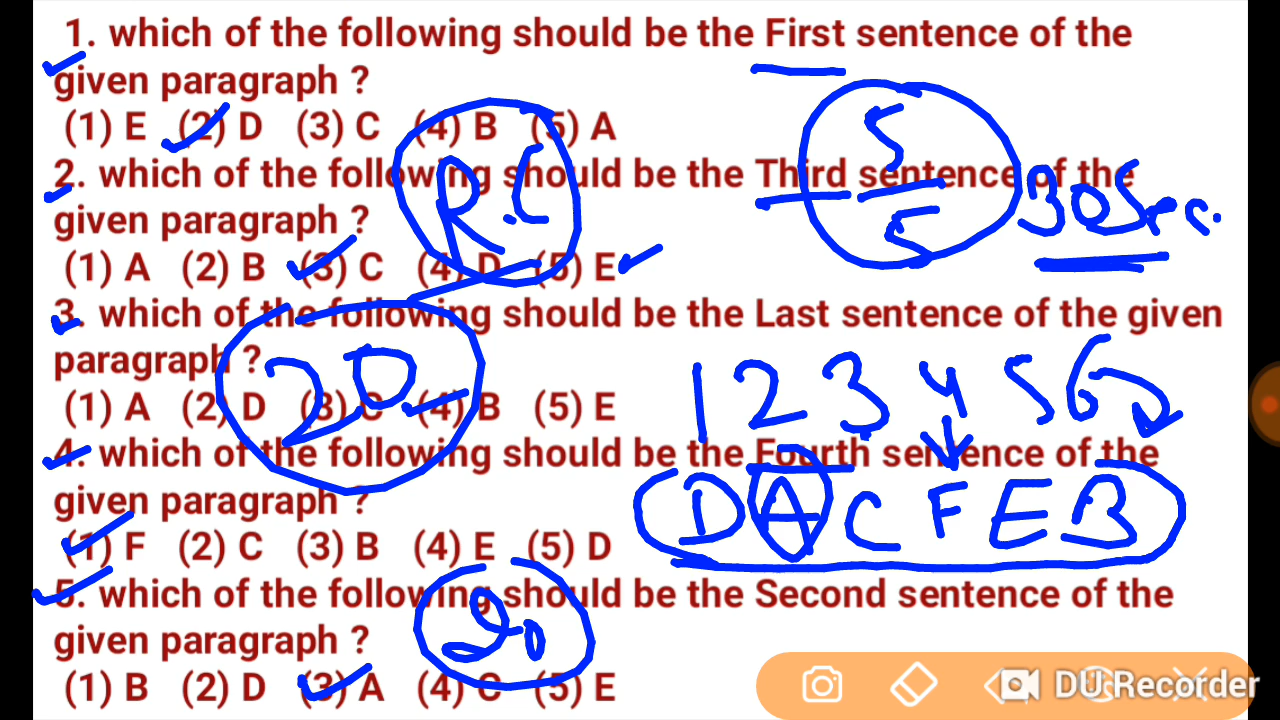 1. which of the following should be the First sentence of the
given paragraph ?
(1) E (2) D (3) C (4) B (5) A
R.C
5
5
2. which of the following should be the Third sentence of the
30 Sec.
given paragraph ?
(1) A (2) B (3) C (4) D (5) E
3. which of the following should be the Last sentence of the given
paragraph ?
20
1 2 3 4 5 6
(1) A (2) D (3) C (4) B (5) E
4. which of the following should be the Fourth sentence of the
given paragraph ?
D A C F E B
(1) F (2) C (3) B (4) E (5) D
5. which of the following should be the Second sentence of the
given paragraph ?
(1) B (2) D (3) A (4) C (5) E
DU Recorder